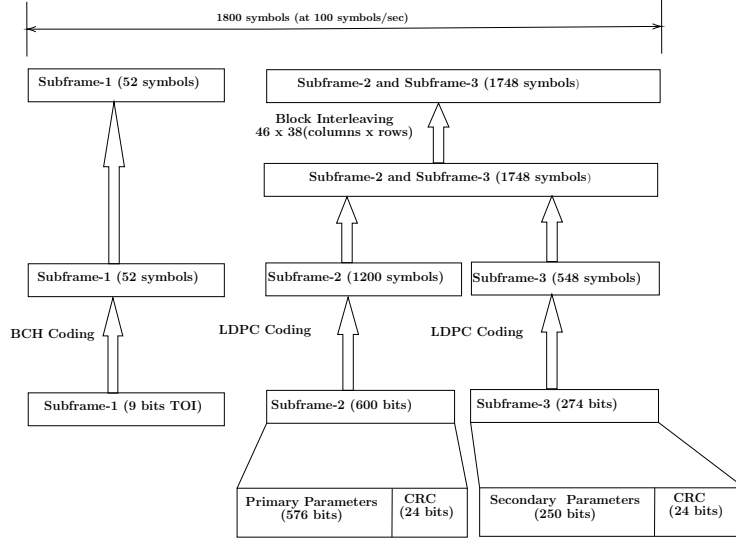 1800 symbols (at 100 symbols/sec)
Subframe-1 (52 symbols)
Subframe-2 and Subframe-3 (1748 symbols)
Block Interleaving
46 x 38(columns x rows)
Subframe-2 and Subframe-3 (1748 symbols)
Subframe-1 (52 symbols)
Subframe-2 (1200 symbols)
Subframe-3 (548 symbols)
BCH Coding
LDPC Coding
LDPC Coding
Subframe-1 (9 bits TOI)
Subframe-2 (600 bits)
Subframe-3 (274 bits)
Primary Parameters
(576 bits)
CRC
(24 bits)
Secondary Parameters
(250 bits)
CRC
(24 bits)